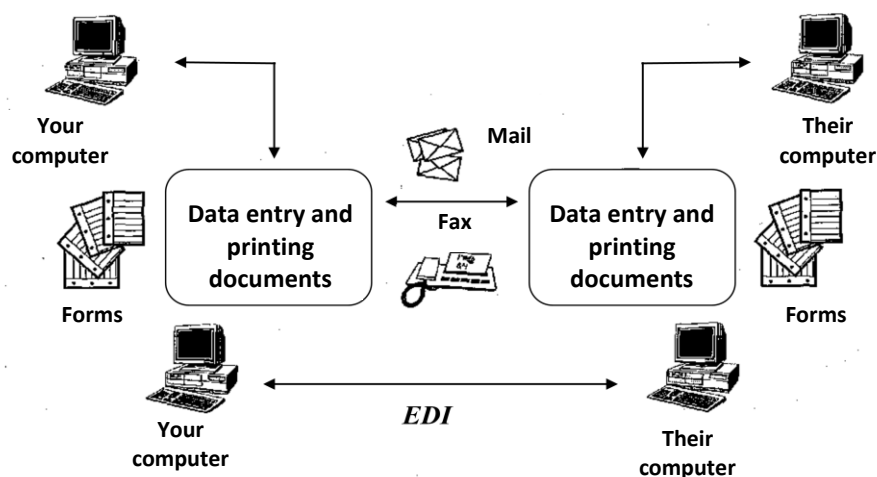 Mail
Your
computer
Their
computer
Data entry and
printing
documents
Fax
Data entry and
printing
documents
Forms
Forms
EDI
Your
computer
Their
computer